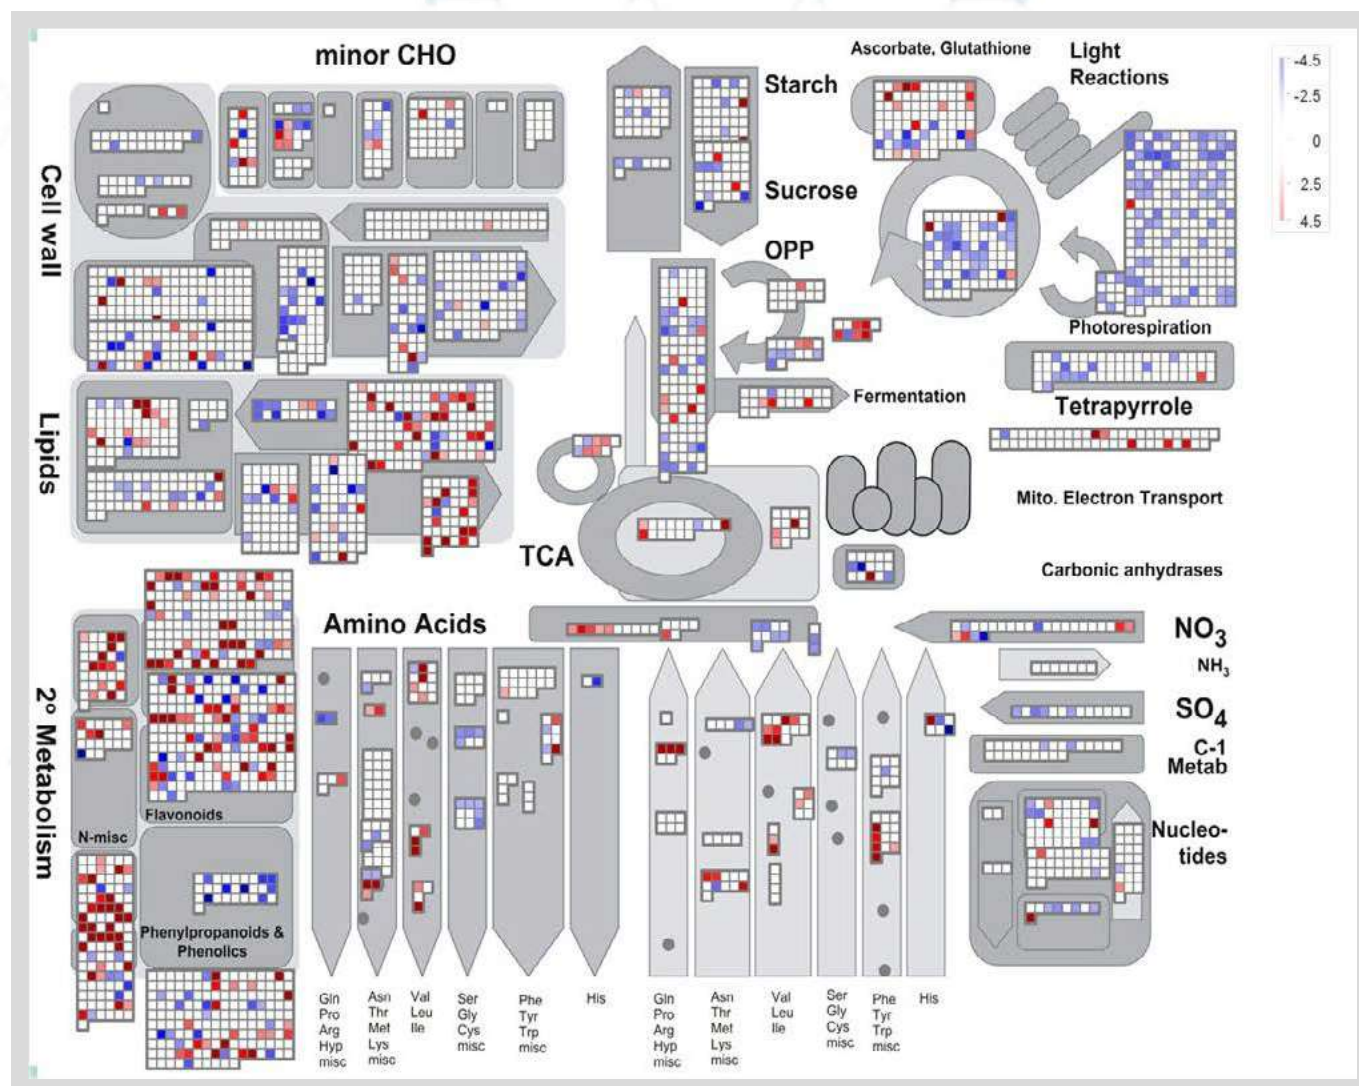 minor CHO
Ascorbate, Glutathione
Light
Reactions
-4.5
-2.5
0
2.5
4.5
Starch
Cell wall
Sucrose
OPP
Photorespiration
Fermentation
Tetrapyrrole
Lipids
Mito. Electron Transport
TCA
Carbonic anhydrases
Amino Acids
NO3
NH3
2º Metabolism
SO4
C-1
Metab
Flavonoids
N-misc
Nucleo-
tides
Phenylpropanoids &
Phenolics
Gln
Pro
Arg
Hyp
misc
Asn
Thr
Met
Lys
misc
Val
Leu
Ile
Ser
Gly
Cys
misc
Phe
Tyr
Trp
misc
His
Gln
Pro
Arg
Hyp
misc
Asn
Thr
Met
Lys
misc
Val
Leu
Ile
Ser
Gly
Cys
misc
Phe
Tyr
Trp
misc
His